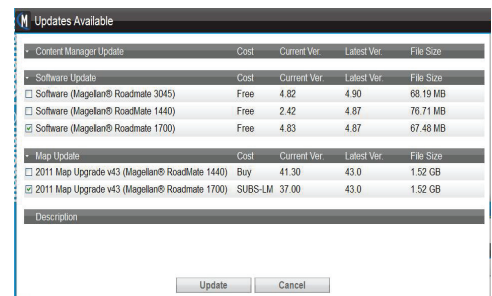 M Updates Available
- Content Manager Update Cost Current Ver. Latest Ver. File Size
- Software Update Cost Current Ver. Latest Ver. File Size
Software (Magellan® Roadmate 3045) Free 4.82 4.90 68.19 MB
Software (Magellan® RoadMate 1440) Free 2.42 4.87 76.71 MB
Software (Magellan® Roadmate 1700) Free 4.83 4.87 67.48 MB
- Map Update Cost Current Ver. Latest Ver. File Size
2011 Map Upgrade v43 (Magellan® RoadMate 1440) Buy 41.30 43.0 1.52 GB
2011 Map Upgrade v43 (Magellan® Roadmate 1700) SUBS-LM 37.00 43.0 1.52 GB
Description
Update Cancel